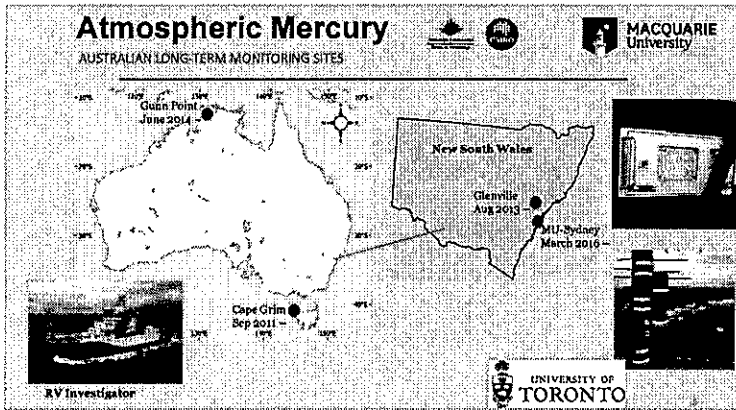 Atmospheric Mercury
AUSTRALIAN LONG-TERM MONITORING SITES
CSIRO
MACQUARIE
University
Gunn Point
June 2014 –
New South Wales
Glenville
Aug 2013 –
MU-Sydney
March 2016 –
Cape Grim
Sep 2011 –
RV Investigator
UNIVERSITY OF
TORONTO